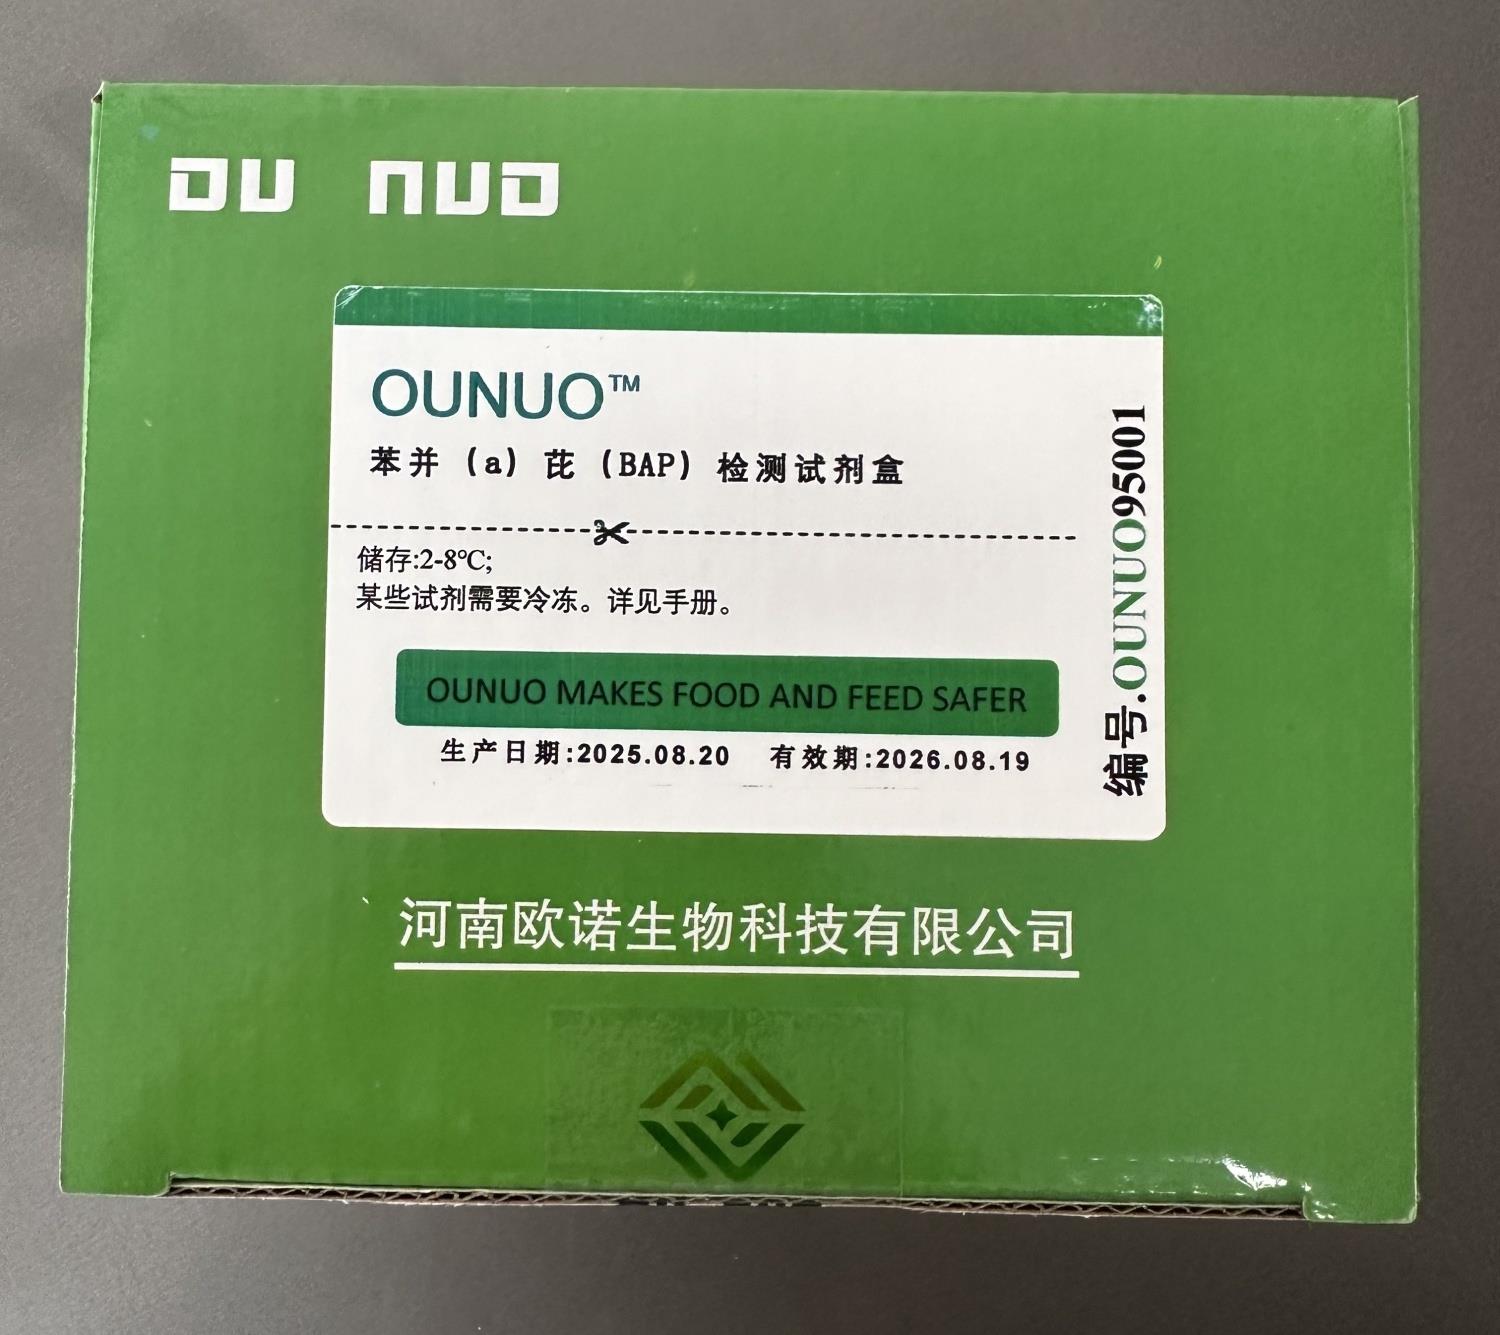 OU NUO
OUNUO™
苯并（a）芘（BAP）检测试剂盒
储存:2-8℃;
某些试剂需要冷冻。详见手册。
OUNUO MAKES FOOD AND FEED SAFER
生产日期:2025.08.20 有效期:2026.08.19
编号.OUNUO95001
河南欧诺生物科技有限公司